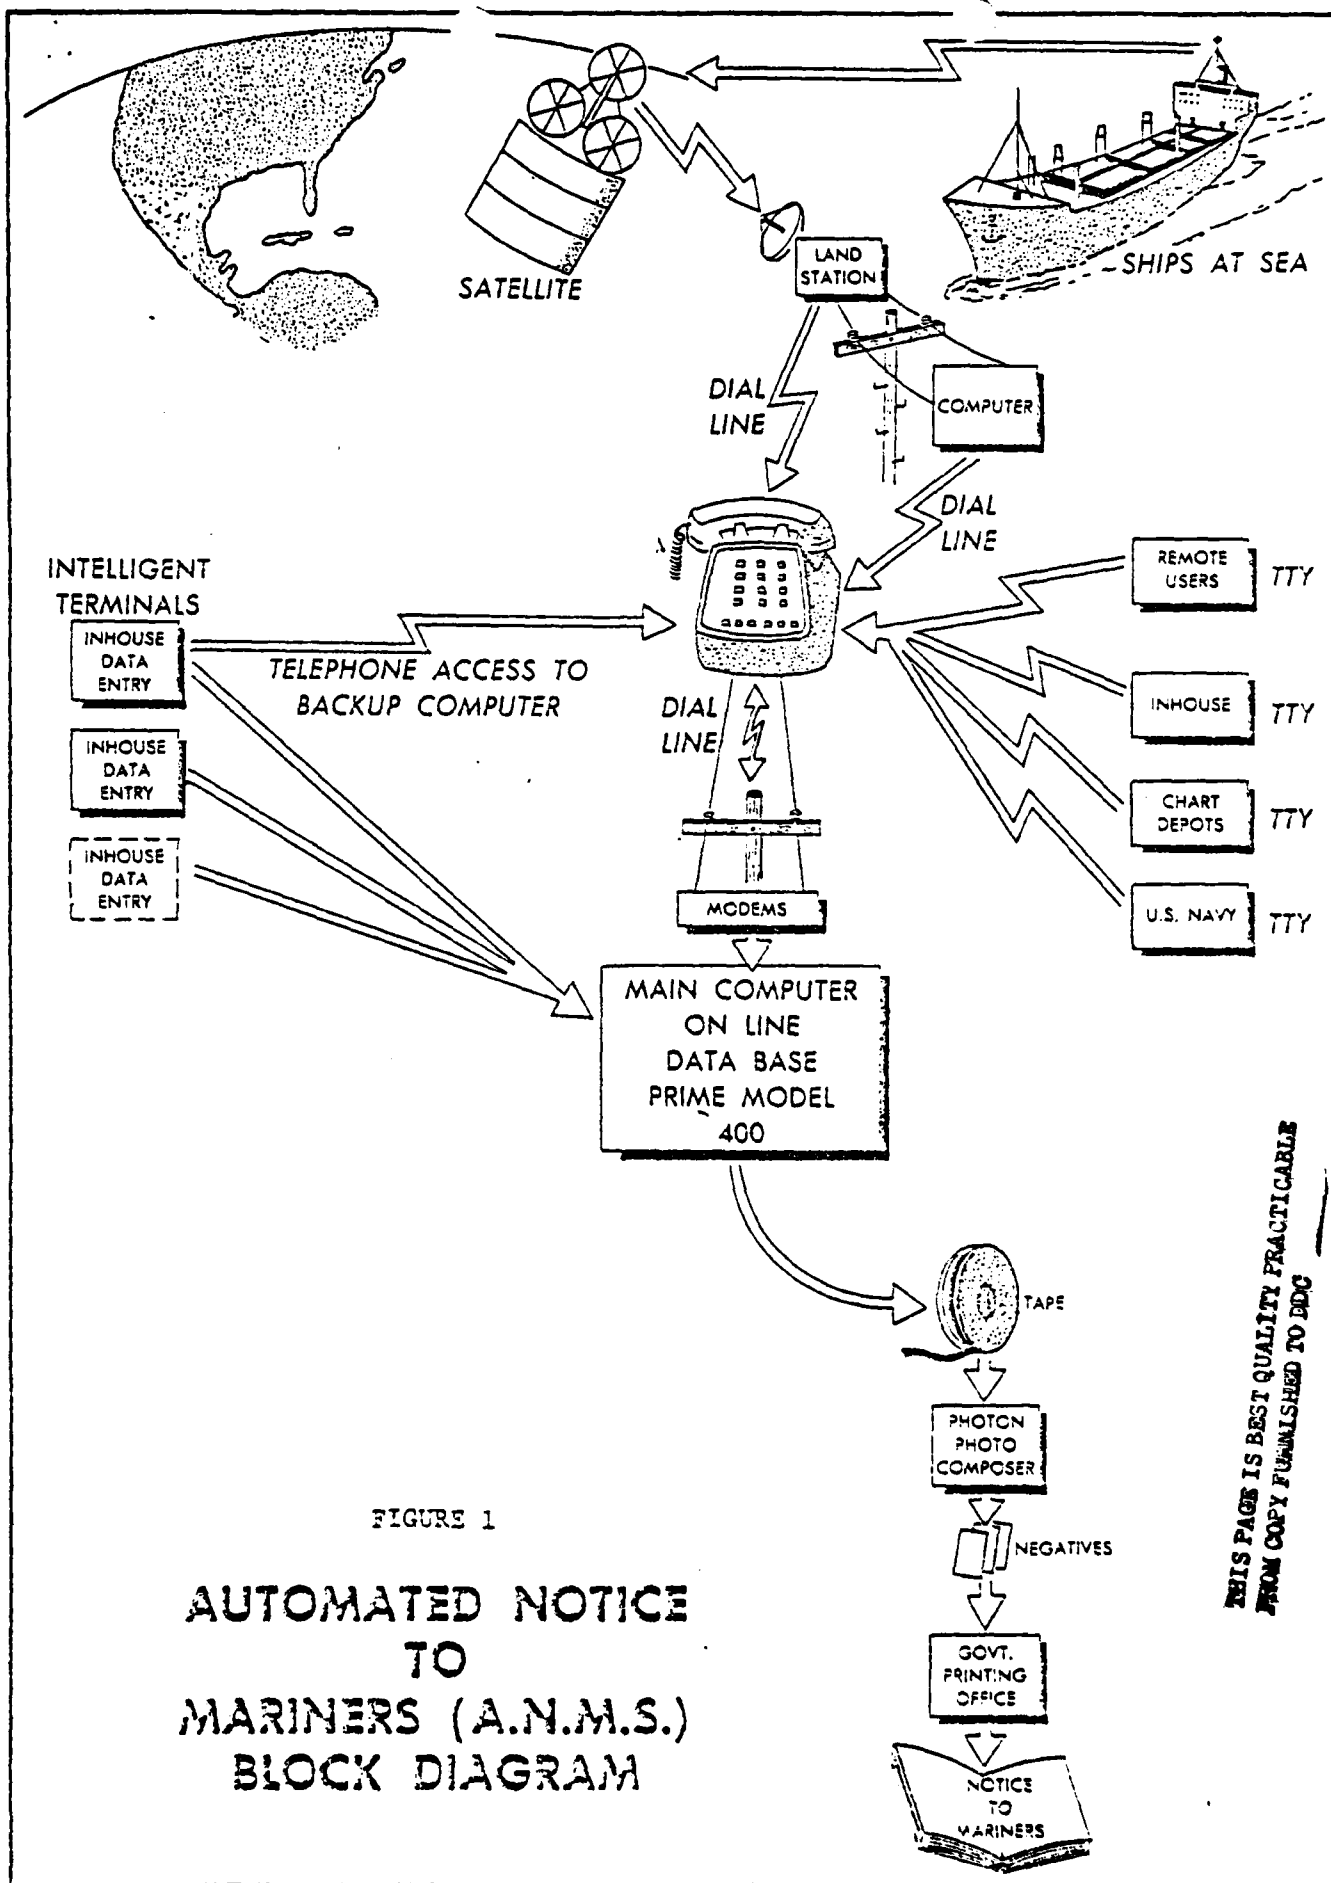 SATELLITE
LAND
STATION
SHIPS AT SEA
DIAL
LINE
COMPUTER
DIAL
LINE
INTELLIGENT
TERMINALS
INHOUSE
DATA
ENTRY
TELEPHONE ACCESS TO
BACKUP COMPUTER
INHOUSE
DATA
ENTRY
INHOUSE
DATA
ENTRY
REMOTE
USERS
TTY
INHOUSE
TTY
CHART
DEPOTS
TTY
U.S. NAVY
TTY
DIAL
LINE
MODEMS
MAIN COMPUTER
ON LINE
DATA BASE
PRIME MODEL
400
TAPE
PHOTON
PHOTO
COMPOSER
NEGATIVES
GOVT.
PRINTING
OFFICE
NOTICE
TO
MARINERS
FIGURE 1
AUTOMATED NOTICE
TO
MARINERS (A.N.M.S.)
BLOCK DIAGRAM
THIS PAGE IS BEST QUALITY PRACTICABLE
FROM COPY FURNISHED TO DDC